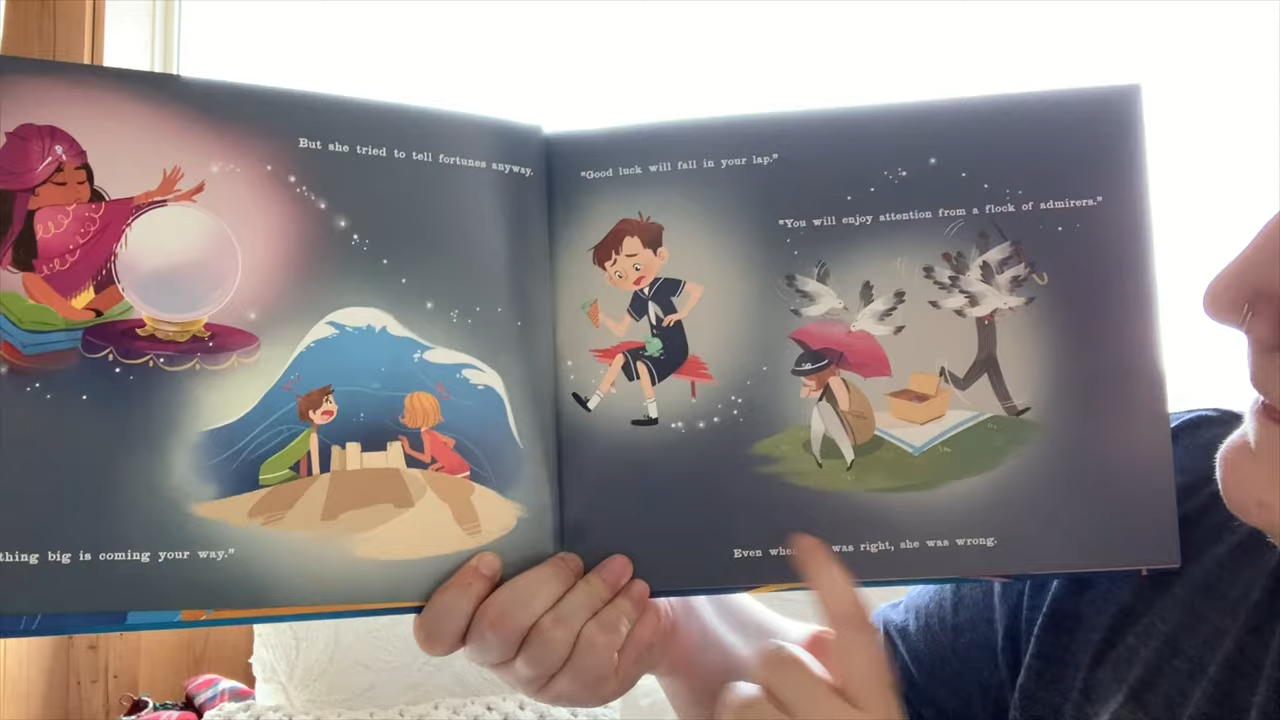 But she tried to tell fortunes anyway.
thing big is coming your way."
"Good luck will fall in your lap."
"You will enjoy attention from a flock of admirers."
Even was right, she was wrong.